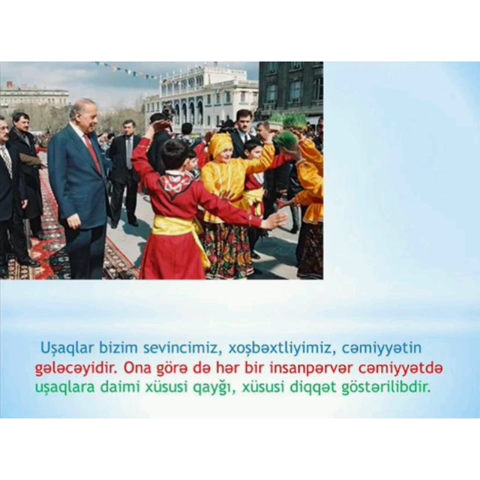 Uşaqlar bizim sevincimiz, xoşbəxtliyimiz, cəmiyyətin
gələcəyidir. Ona görə də hər bir insanpərvər cəmiyyətdə
uşaqlara daimi xüsusi qayğı, xüsusi diqqət göstərilibdir.